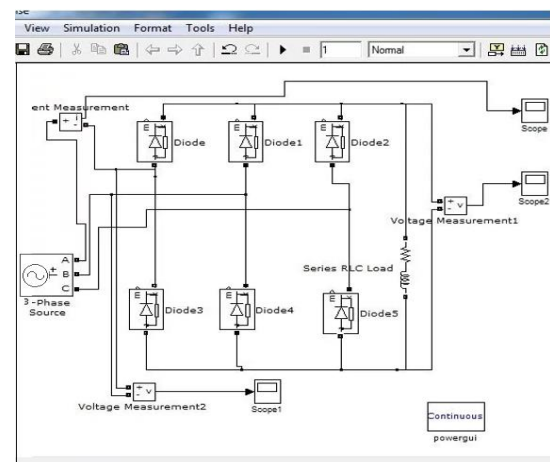 ise
View Simulation Format Tools Help
1 Normal
ent Measurement
+ i
-
Scope
Diode
Diode1
Diode2
Scope2
+ v
-
Voltage Measurement1
A
B
C
3-Phase
Source
Series RLC Load
Diode3
Diode4
Diode5
+ v
-
Voltage Measurement2
Scope1
Continuous
powergui